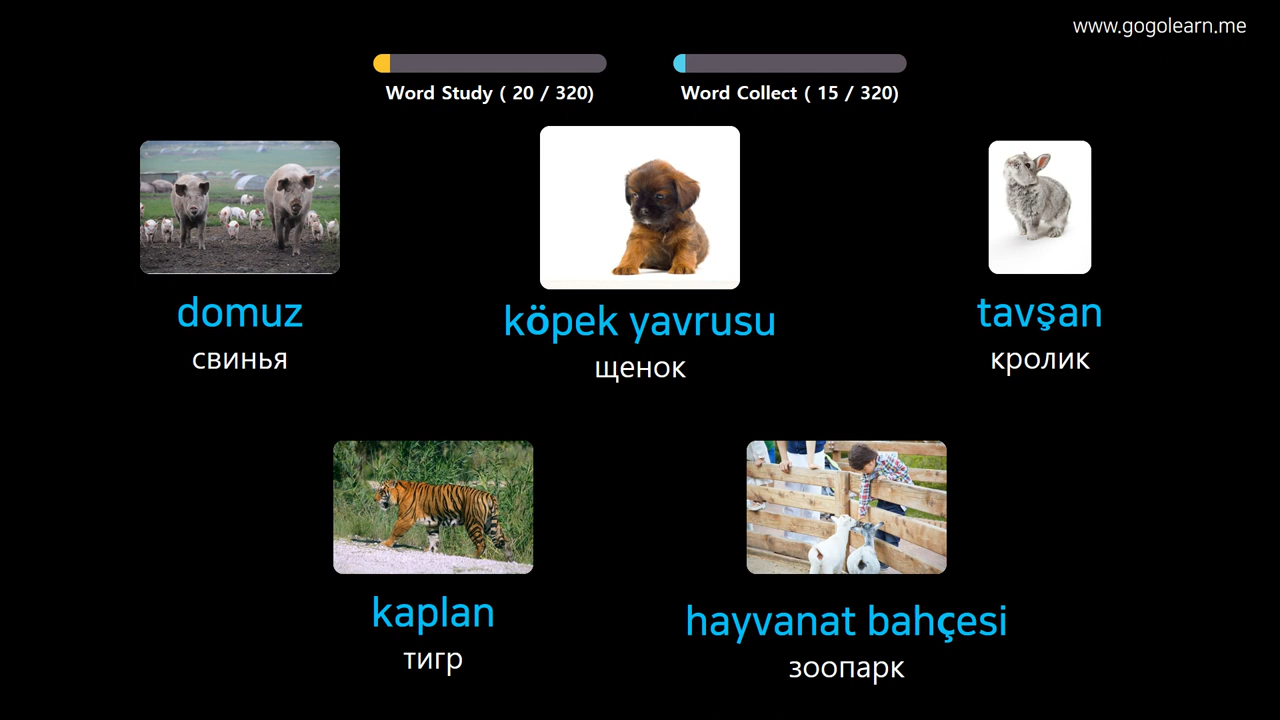 www.gogolearn.me
Word Study ( 20 / 320)
Word Collect ( 15 / 320)
domuz
свинья
köpek yavrusu
щенок
tavşan
кролик
kaplan
тигр
hayvanat bahçesi
зоопарк